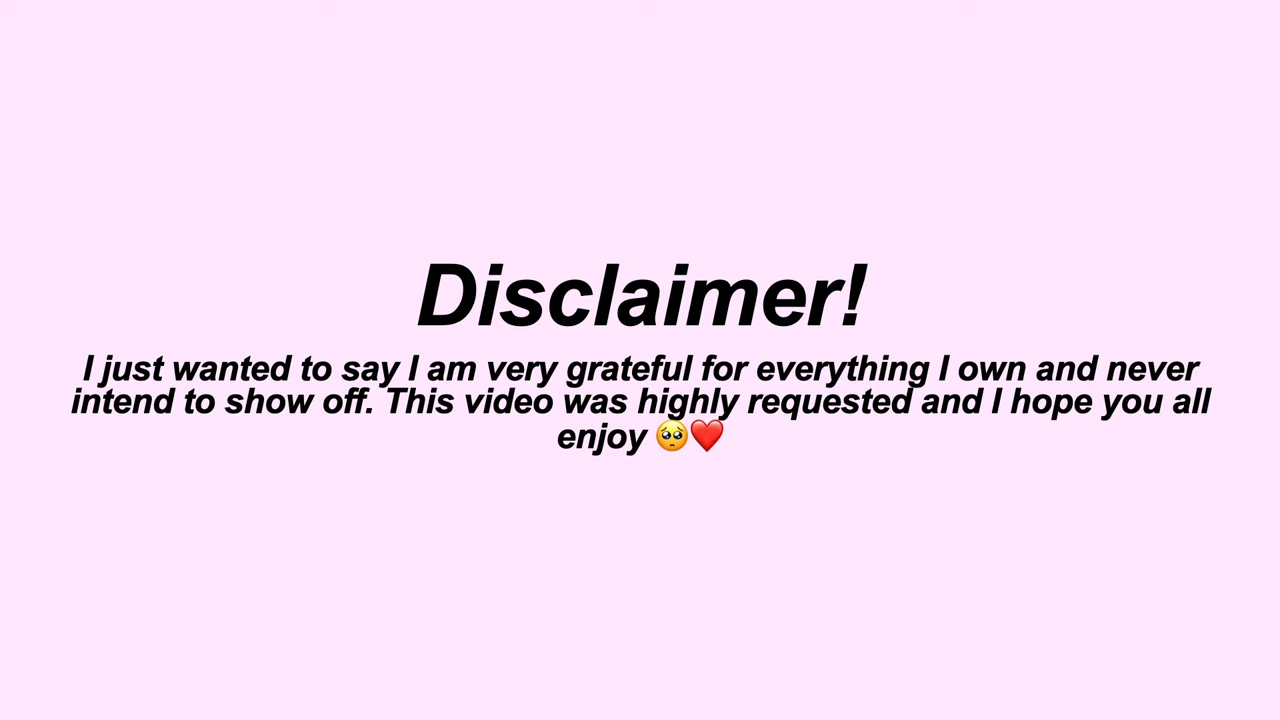 Disclaimer!
I just wanted to say I am very grateful for everything I own and never
intend to show off. This video was highly requested and I hope you all
enjoy 🥺❤️